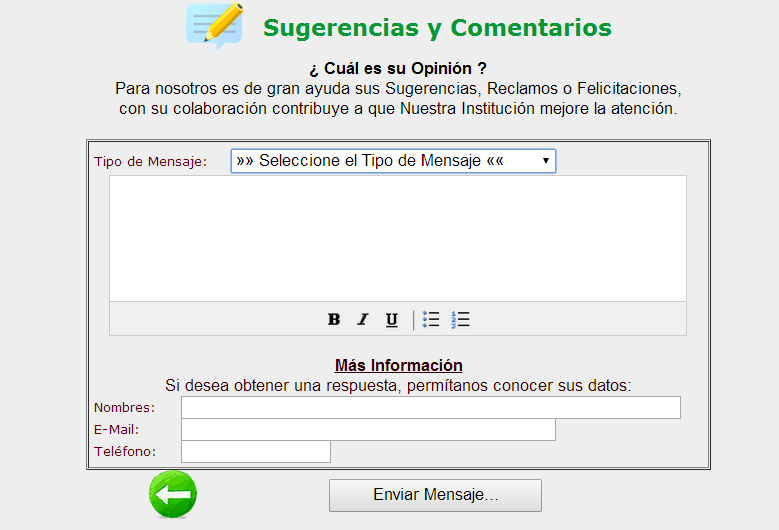 Sugerencias y Comentarios
¿ Cuál es su Opinión ?
Para nosotros es de gran ayuda sus Sugerencias, Reclamos o Felicitaciones,
con su colaboración contribuye a que Nuestra Institución mejore la atención.
Tipo de Mensaje: »» Seleccione el Tipo de Mensaje ««
B I U
Más Información
Si desea obtener una respuesta, permítanos conocer sus datos:
Nombres:
E-Mail:
Teléfono:
Enviar Mensaje...